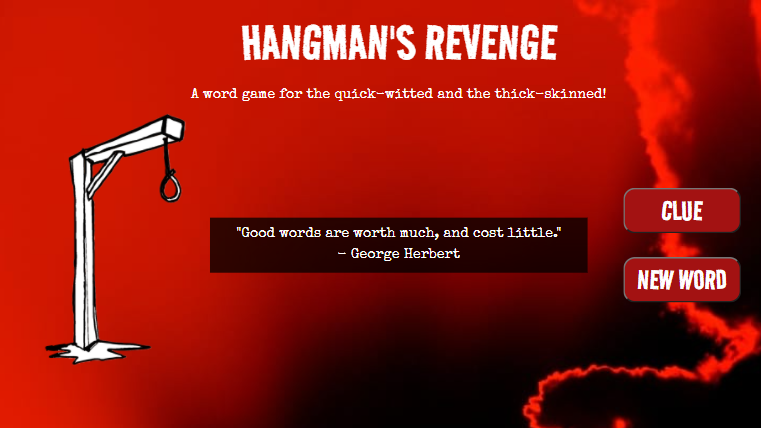 HANGMAN'S REVENGE
A word game for the quick-witted and the thick-skinned!
"Good words are worth much, and cost little."
- George Herbert
CLUE
NEW WORD